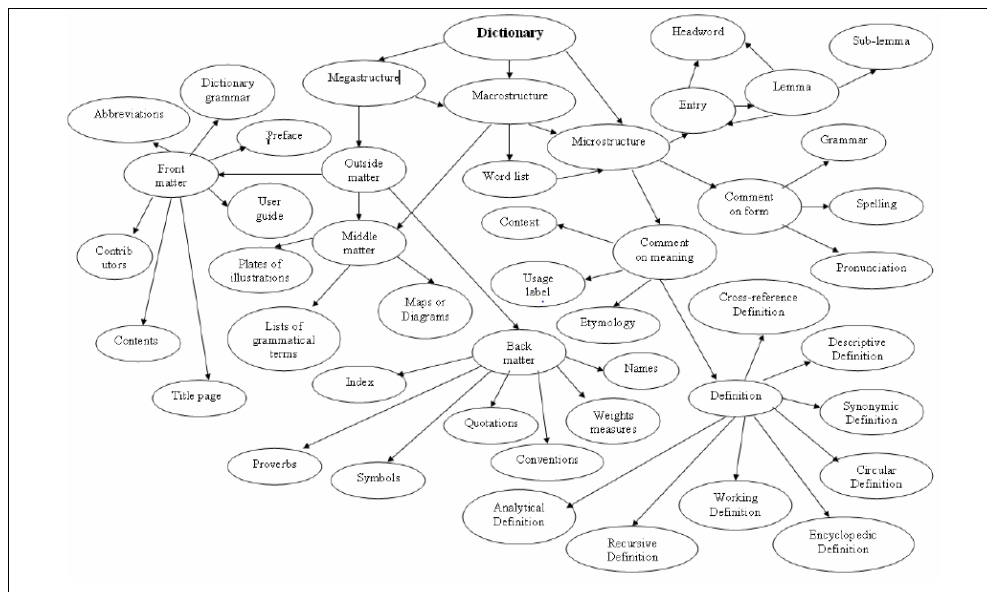 Dictionary
Headword
Sub-lemma
Megastructure
Dictionary
grammar
Macrostructure
Lemma
Entry
Abbreviations
Preface
Microstructure
Grammar
Front
matter
Outside
matter
Word list
Comment
on form
Spelling
User
guide
Context
Middle
matter
Comment
on meaning
Contrib
utors
Plates of
illustrations
Usage
label
Pronunciation
Maps or
Diagrams
Cross-reference
Definition
Etymology
Lists of
grammatical
terms
Contents
Back
matter
Descriptive
Definition
Names
Index
Title page
Definition
Synonymic
Definition
Quotations
Weights
measures
Proverbs
Symbols
Conventions
Circular
Definition
Analytical
Definition
Working
Definition
Recursive
Definition
Encyclopedic
Definition